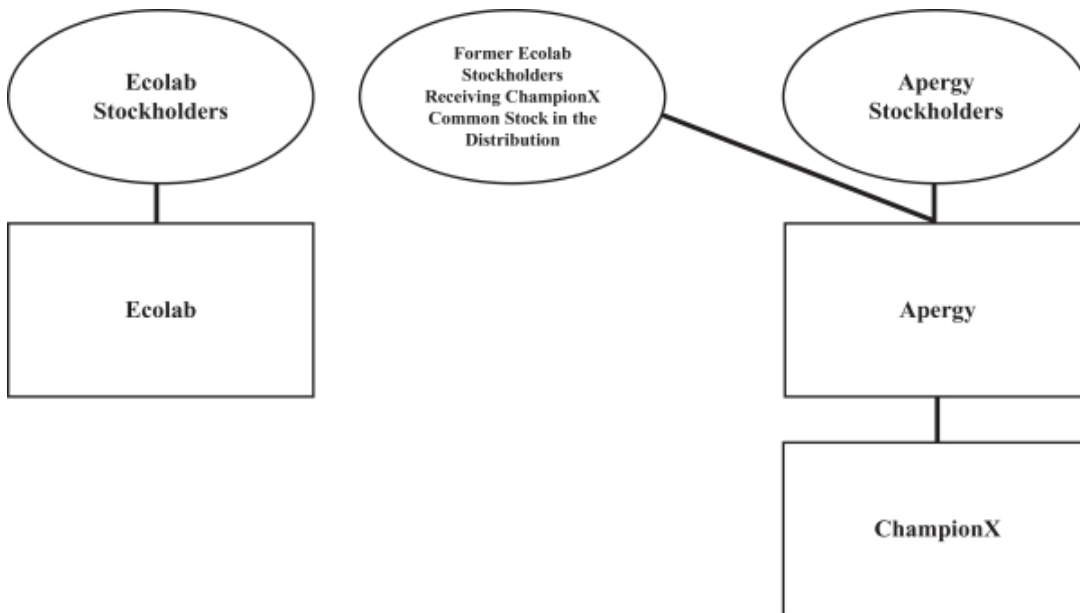 Ecolab
Stockholders
Former Ecolab
Stockholders
Receiving ChampionX
Common Stock in the
Distribution
Apergy
Stockholders
Ecolab
Apergy
ChampionX